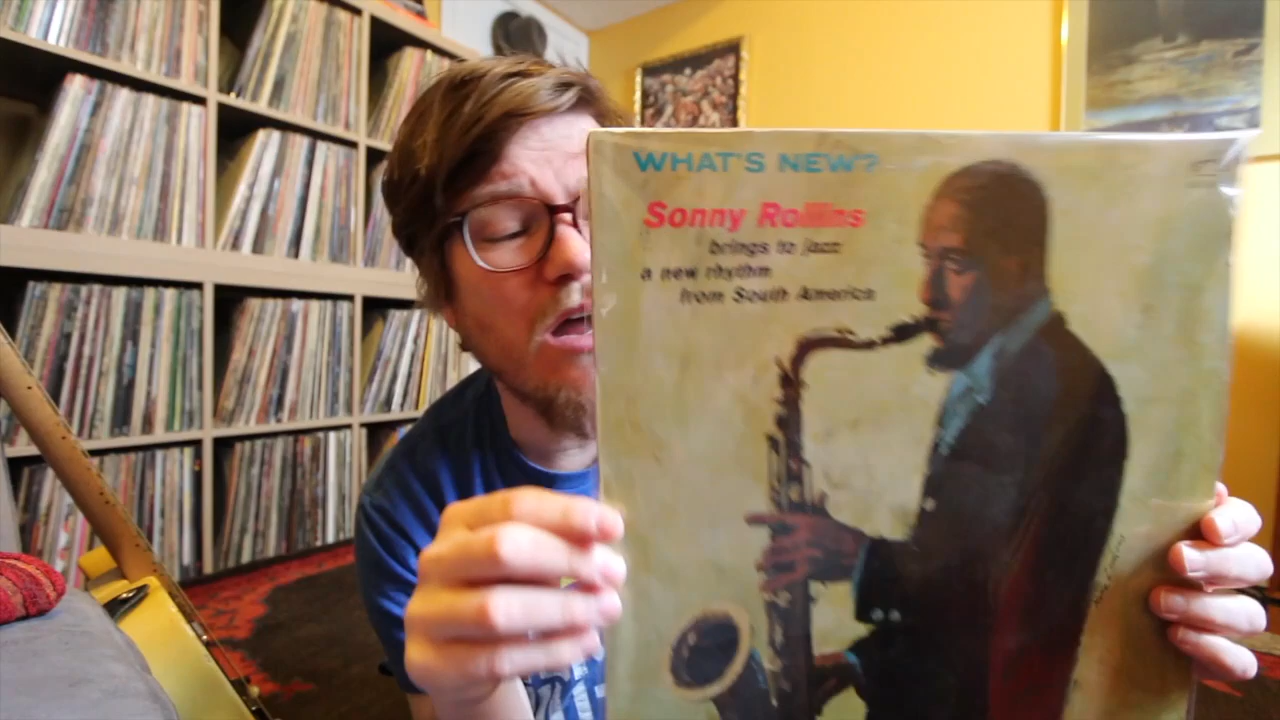 WHAT'S NEW?
Sonny Rollins
brings to jazz
a new rhythm
from South America